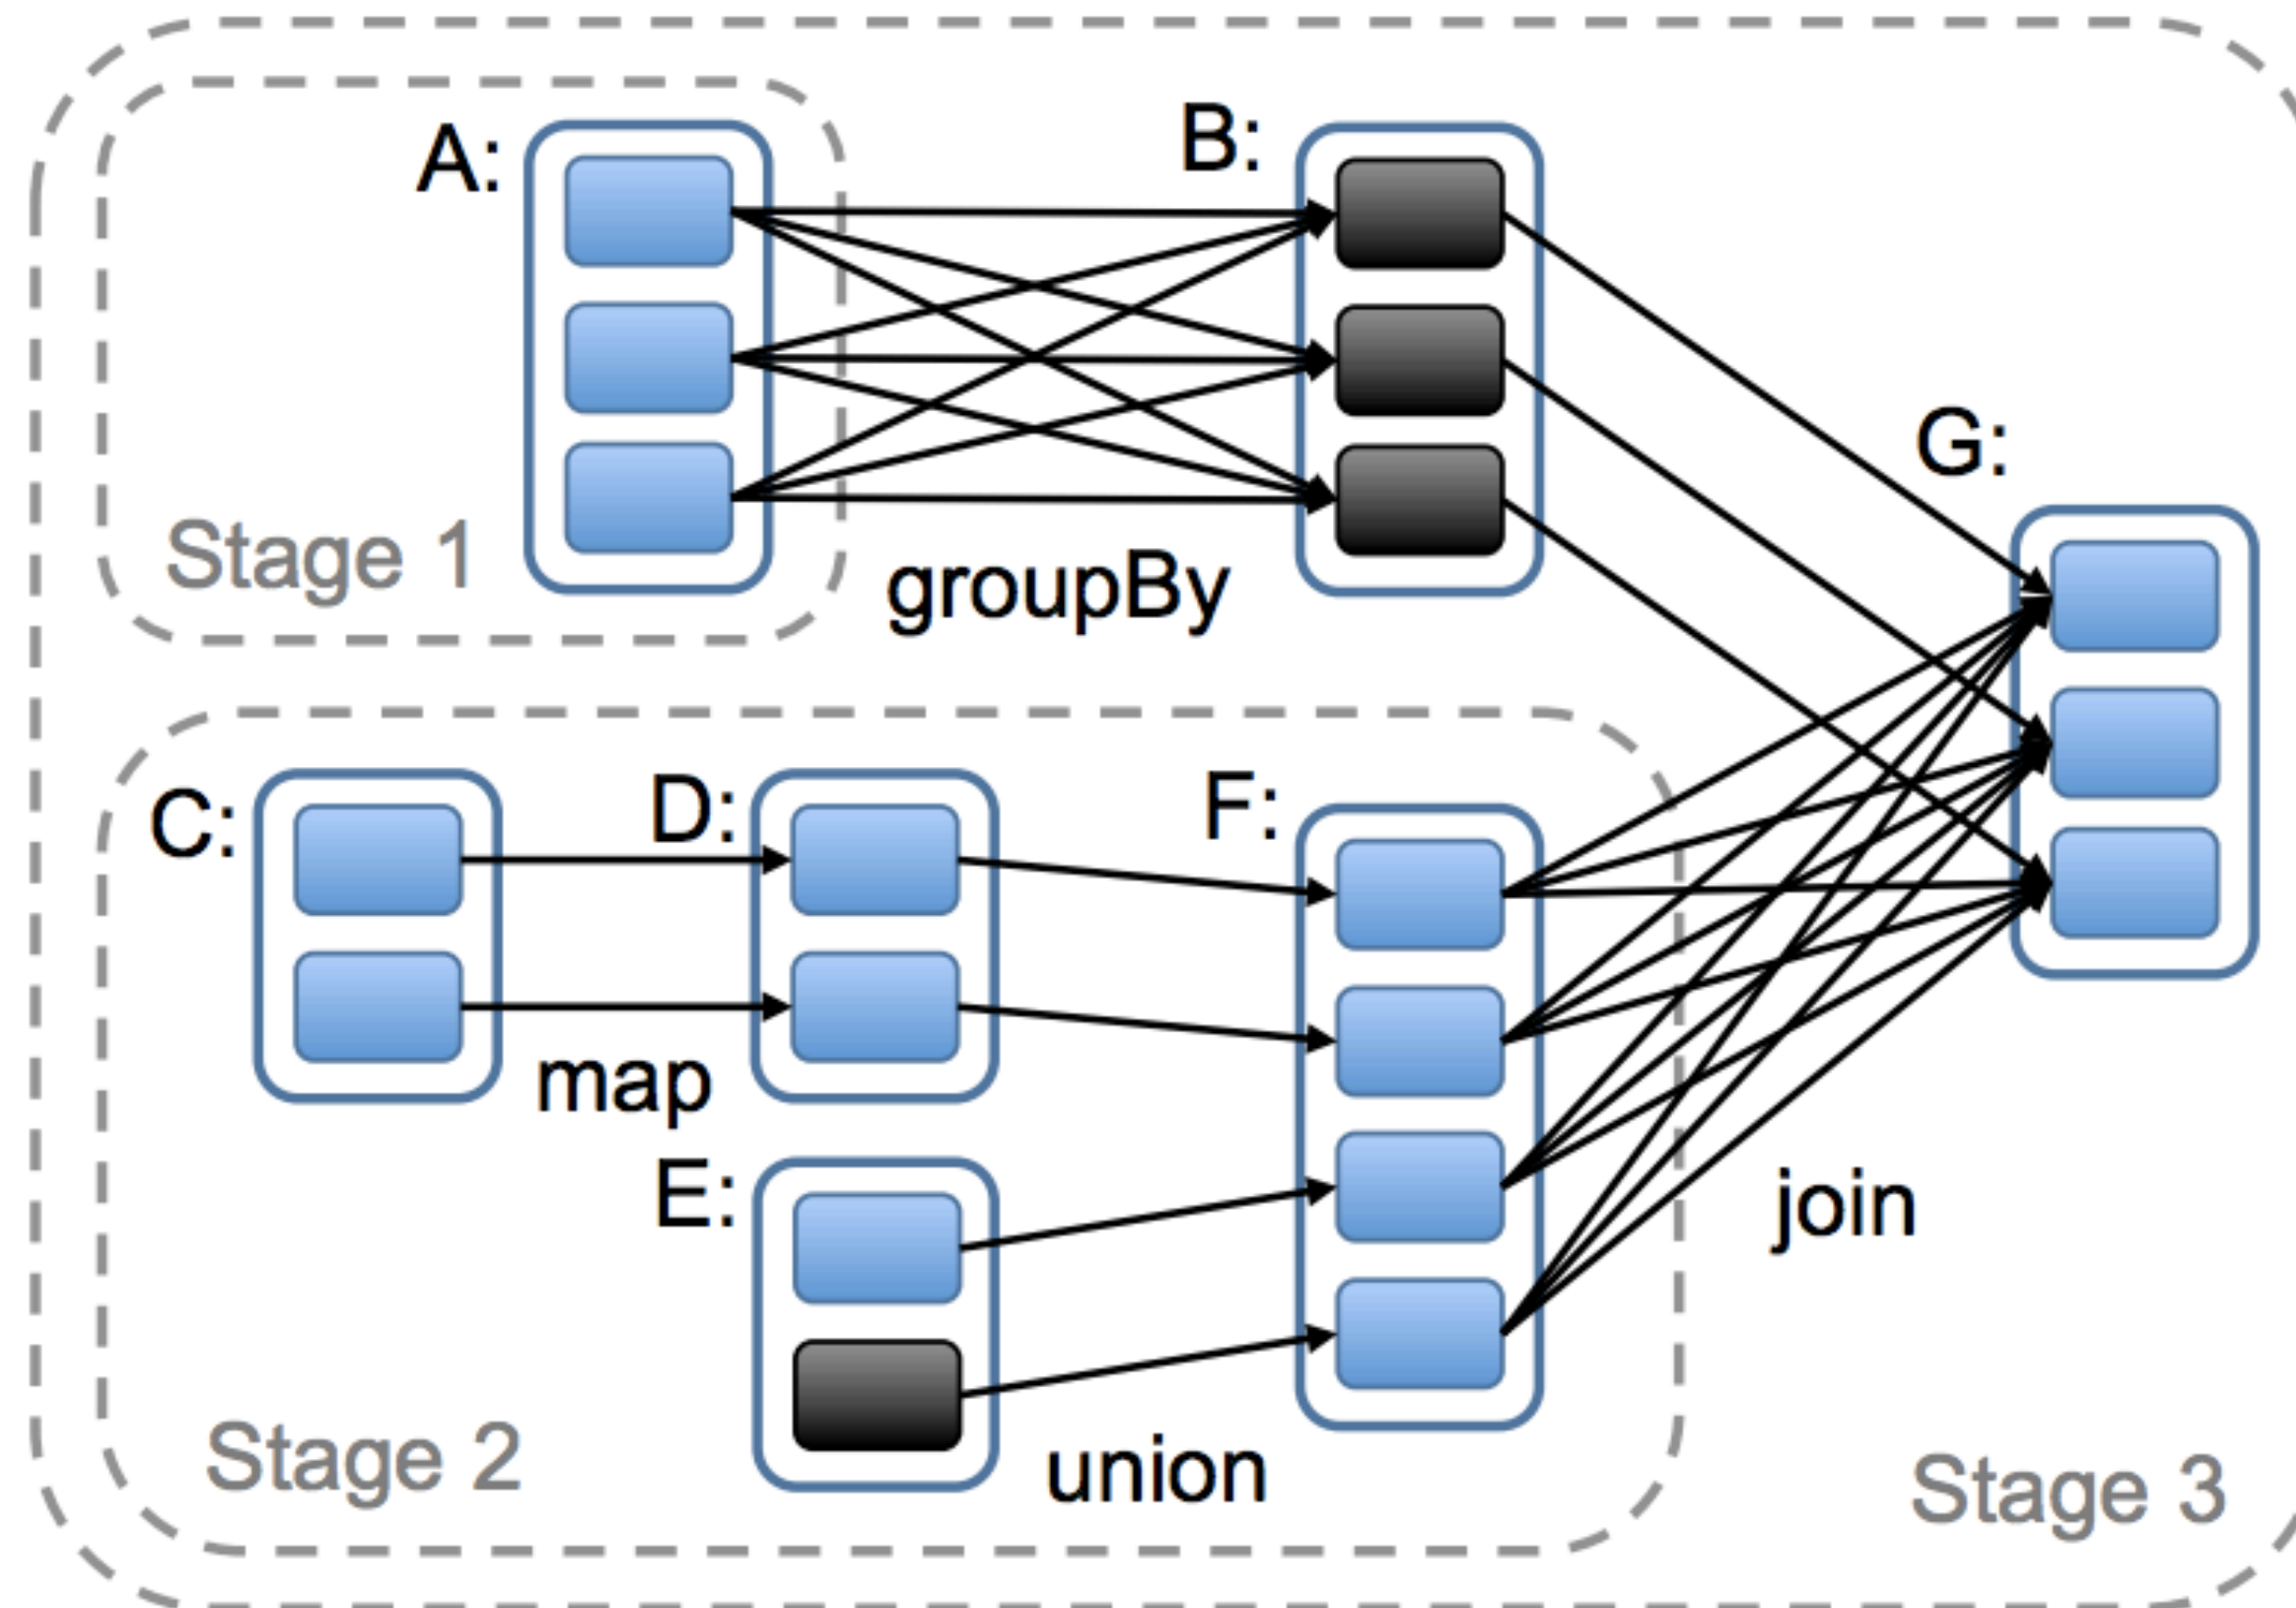 A:
B:
G:
Stage 1
groupBy
C:
D:
F:
map
E:
join
union
Stage 2
Stage 3